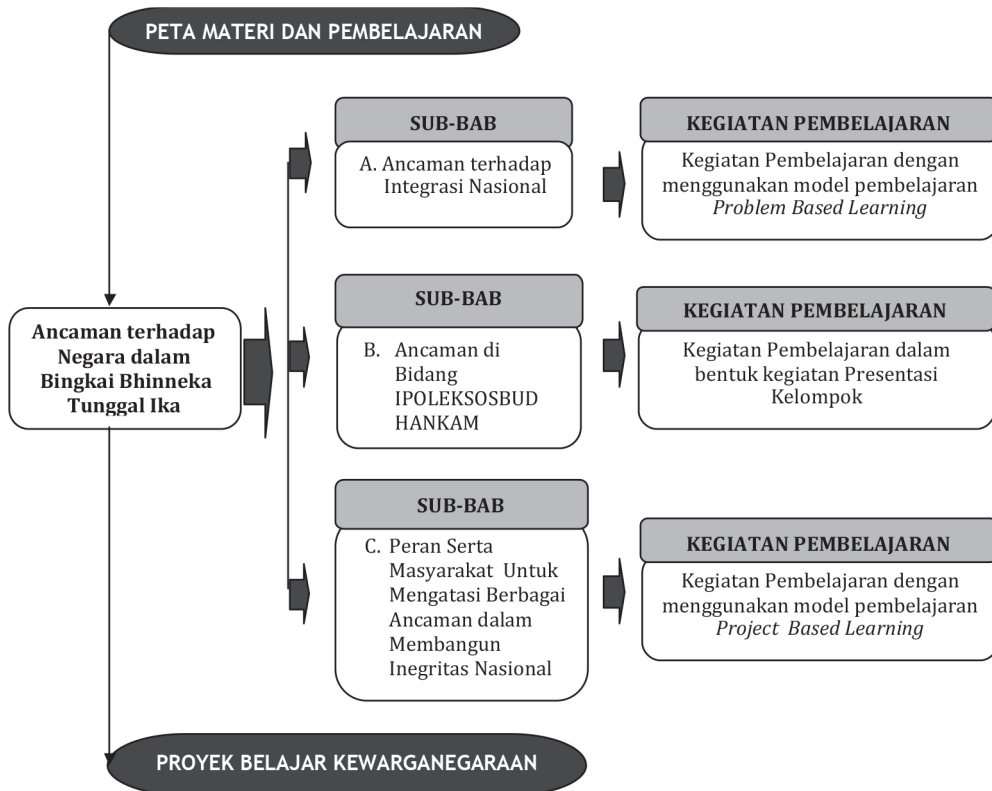 PETA MATERI DAN PEMBELAJARAN
SUB-BAB
A. Ancaman terhadap
Integrasi Nasional
KEGIATAN PEMBELAJARAN
Kegiatan Pembelajaran dengan
menggunakan model pembelajaran
Problem Based Learning
Ancaman terhadap
Negara dalam
Bingkai Bhinneka
Tunggal Ika
SUB-BAB
B. Ancaman di
Bidang
IPOLEKSOSBUD
HANKAM
KEGIATAN PEMBELAJARAN
Kegiatan Pembelajaran dalam
bentuk kegiatan Presentasi
Kelompok
SUB-BAB
C. Peran Serta
Masyarakat Untuk
Mengatasi Berbagai
Ancaman dalam
Membangun
Inegritas Nasional
KEGIATAN PEMBELAJARAN
Kegiatan Pembelajaran dengan
menggunakan model pembelajaran
Project Based Learning
PROYEK BELAJAR KEWARGANEGARAAN